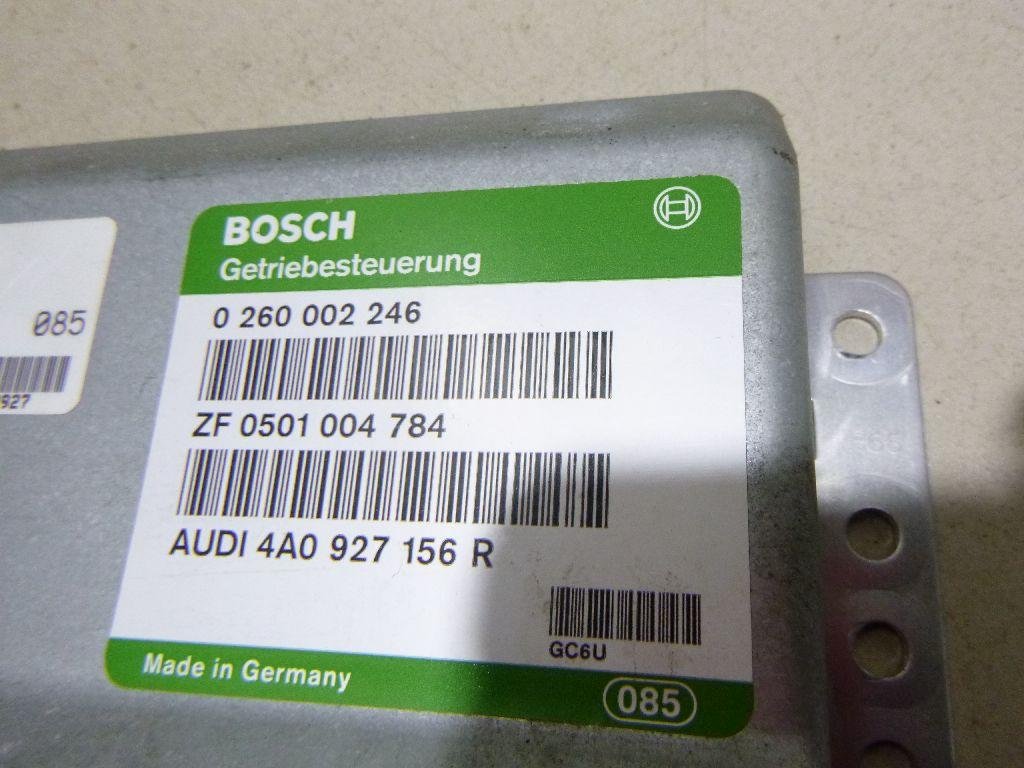 BOSCH
Getriebesteuerung
0 260 002 246
ZF 0501 004 784
AUDI 4A0 927 156 R
GC6U
Made in Germany
085
085
927